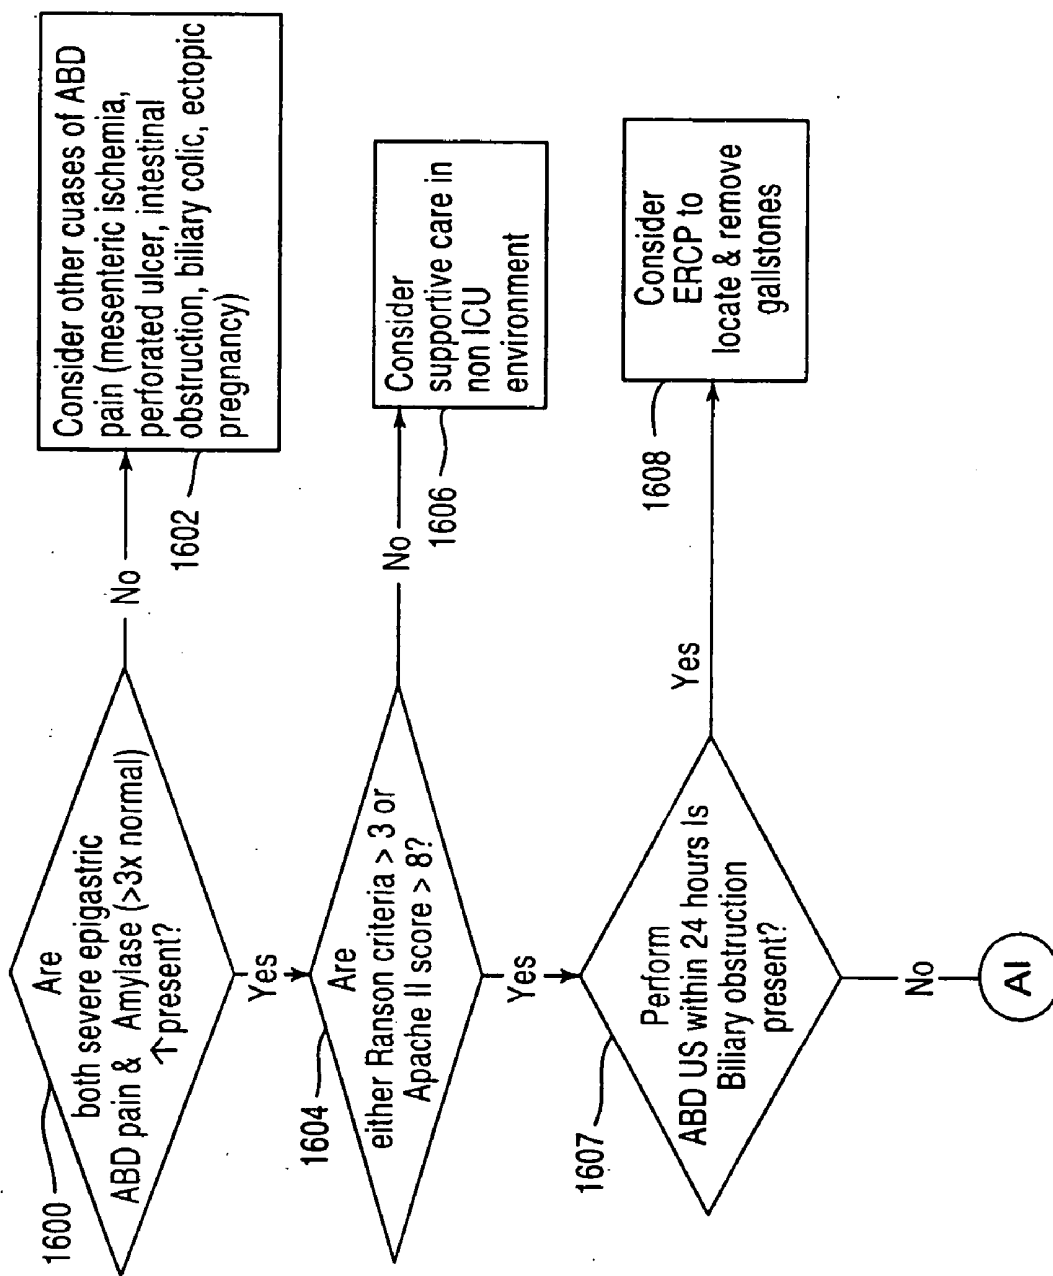 Are
both severe epigastric
ABD pain & Amylase (>3x normal)
↑present?
1600
No
Consider other cuases of ABD
pain (mesenteric ischemia,
perforated ulcer, intestinal
obstruction, biliary colic, ectopic
pregnancy)
1602
Yes
Are
either Ranson criteria > 3 or
Apache II score > 8?
1604
No
Consider
supportive care in
non ICU
environment
1606
Yes
Perform
ABD US within 24 hours Is
Biliary obstruction
present?
1607
Yes
Consider
ERCP to
locate & remove
gallstones
1608
No
AI